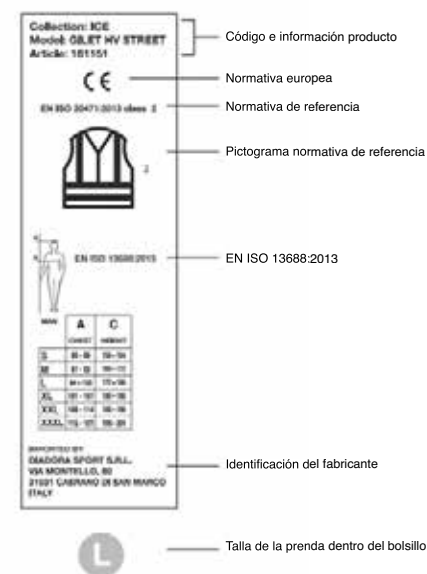 Collection: ICE
Model: GILET HV STREET
Article: 161151
Código e información producto
CE
Normativa europea
EN ISO 20471:2013 class 2
Normativa de referencia
Pictograma normativa de referencia
2
EN ISO 13688:2013
EN ISO 13688:2013
MAN
A C
CHEST HEIGHT
S
M
L
XL
XXL
XXXL
IMPORTED BY
DIADORA SPORT S.R.L.
VIA MONTELLO, 80
31031 CAERANO DI SAN MARCO
ITALY
Identificación del fabricante
L
Talla de la prenda dentro del bolsillo